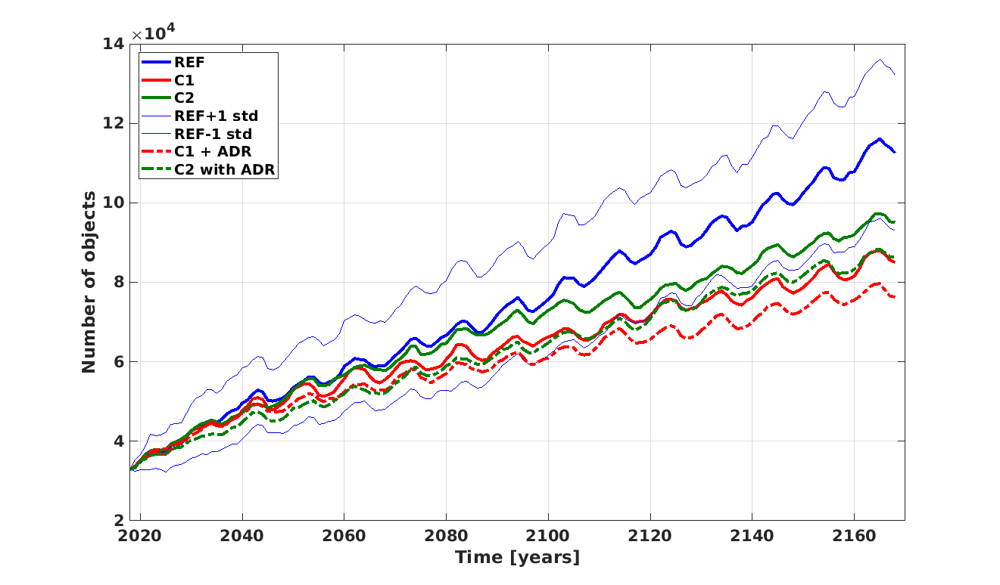 ×10⁴
14
12
10
8
6
4
2
REF
C1
C2
REF+1 std
REF-1 std
C1 + ADR
C2 with ADR
Number of objects
2020 2040 2060 2080 2100 2120 2140 2160
Time [years]